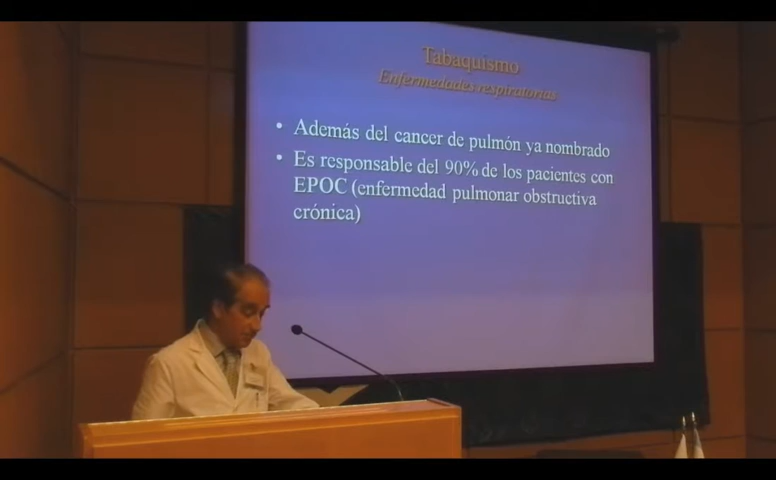 Tabaquismo
Enfermedades respiratorias
• Además del cancer de pulmón ya nombrado
• Es responsable del 90% de los pacientes con
EPOC (enfermedad pulmonar obstructiva
crónica)